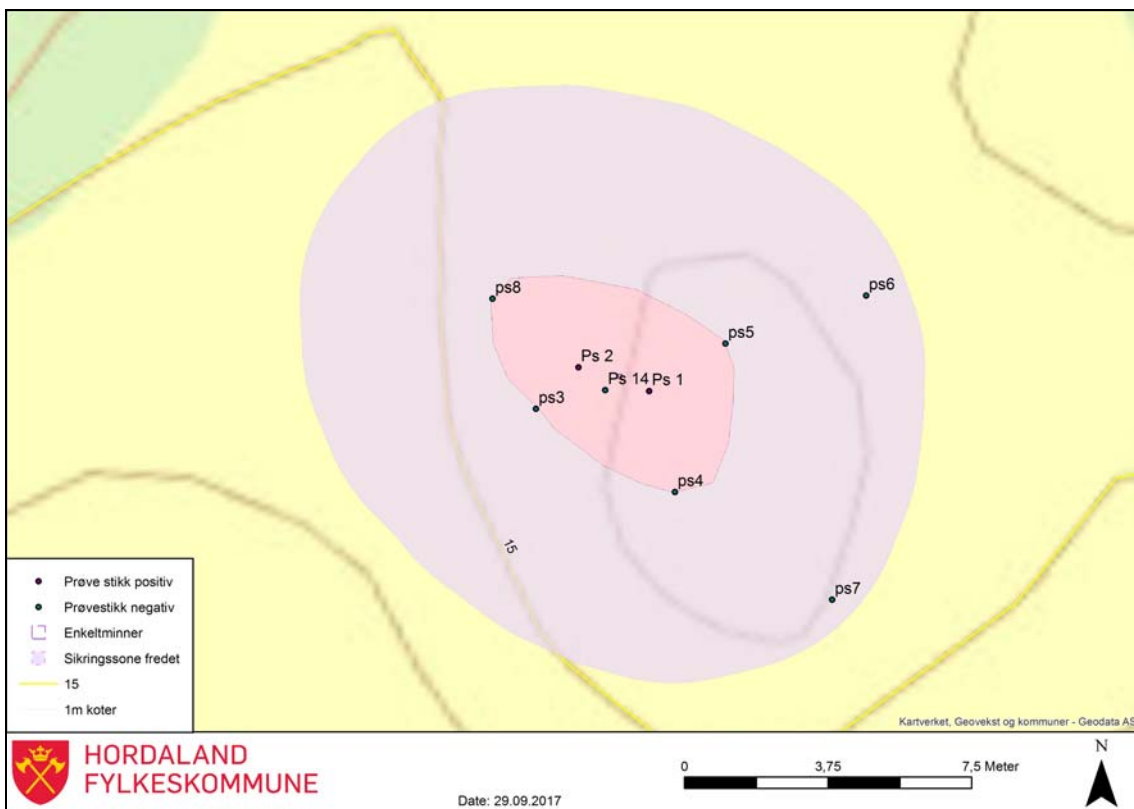 ps8
ps6
ps5
Ps 2
Ps 14
Ps 1
ps3
ps4
15
ps7
Prøve stikk positiv
Prøvestikk negativ
Enkeltminner
Sikringssone fredet
15
1m koter
Kartverket, Geovekst og kommuner - Geodata AS
HORDALAND
FYLKESKOMMUNE
Date: 29.09.2017
0 3,75 7,5 Meter
N